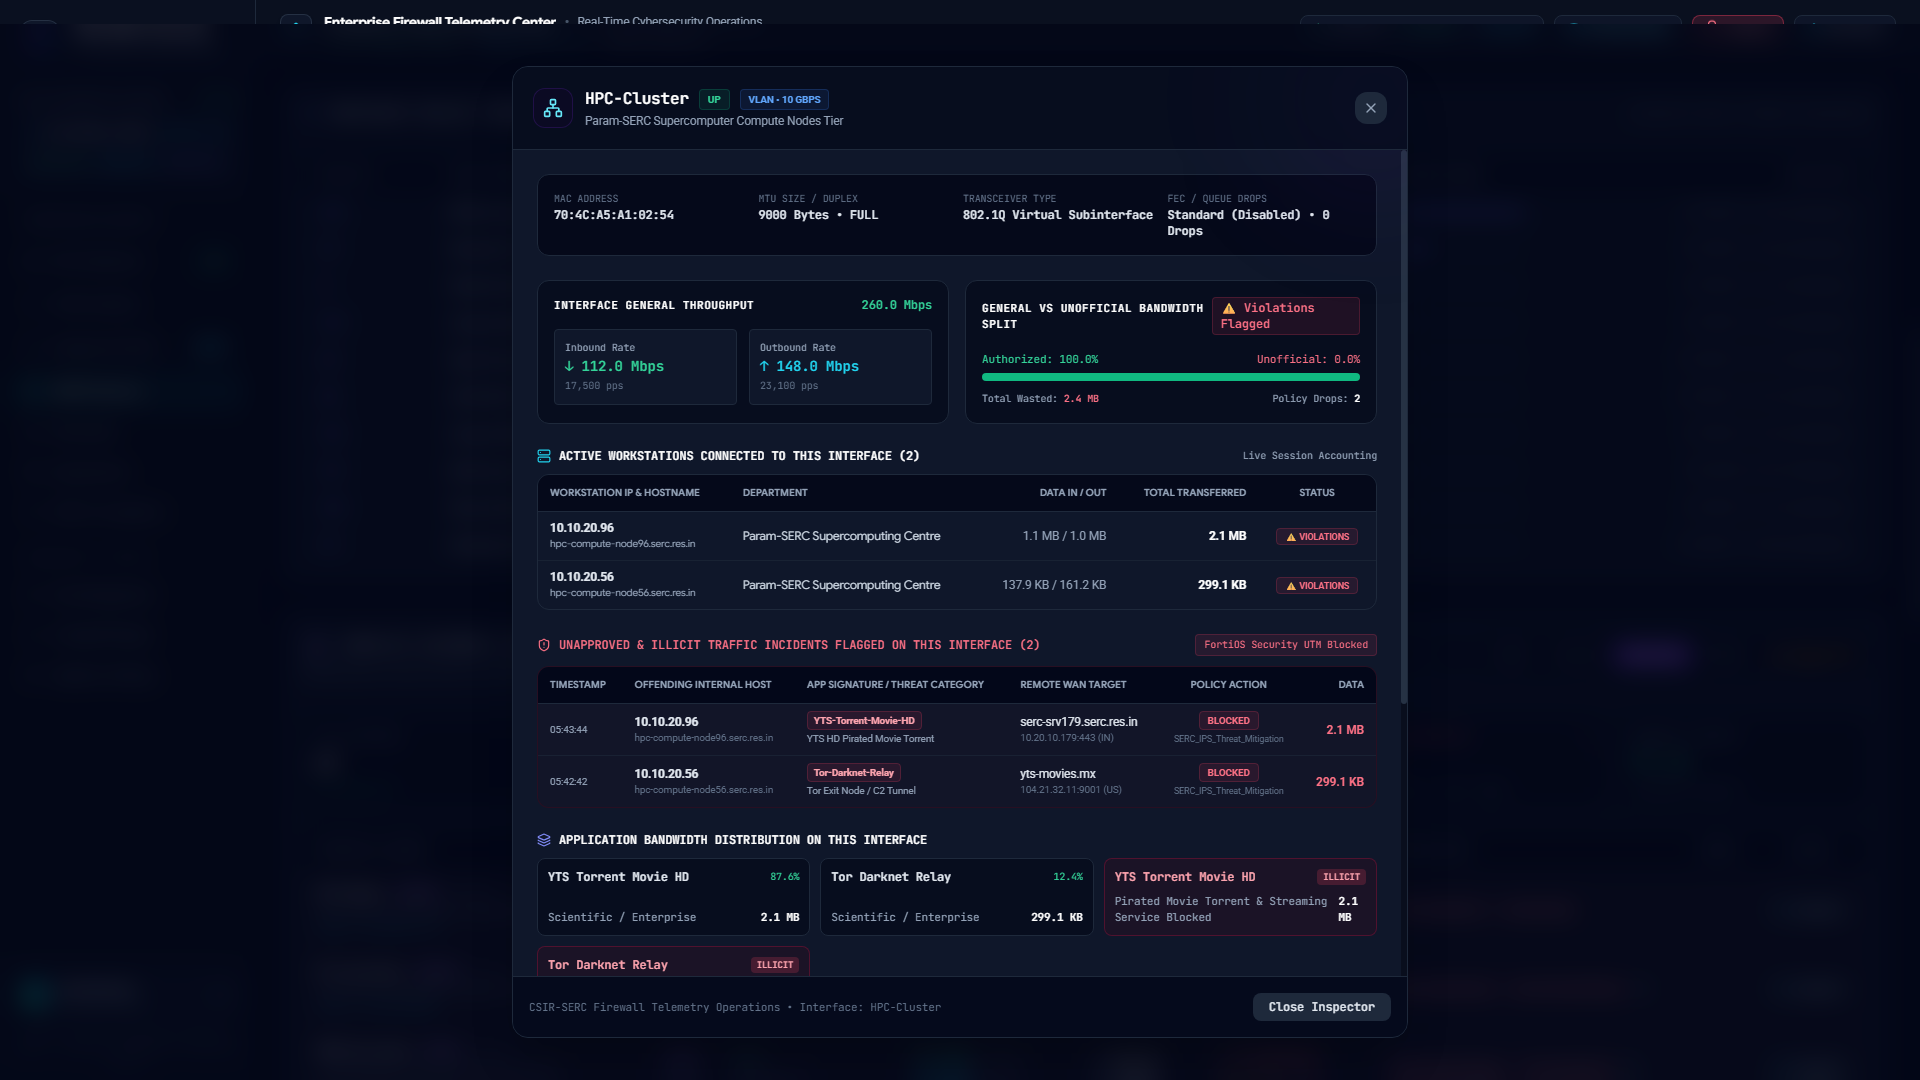 Enterprise Firewall Telemetry Center • Real-Time Cybersecurity Operations
HPC-Cluster UP VLAN • 10 GBPS
Param-SERC Supercomputer Compute Nodes Tier
MAC ADDRESS MTU SIZE / DUPLEX TRANSCEIVER TYPE FEC / QUEUE DROPS
70:4C:A5:A1:02:54 9000 Bytes • FULL 802.1Q Virtual Subinterface Standard (Disabled) • 0
Drops
INTERFACE GENERAL THROUGHPUT 260.0 Mbps
Inbound Rate Outbound Rate
↓ 112.0 Mbps ↑ 148.0 Mbps
17,500 pps 23,100 pps
GENERAL VS UNOFFICIAL BANDWIDTH
SPLIT
⚠ Violations
Flagged
Authorized: 100.0% Unofficial: 0.0%
Total Wasted: 2.4 MB Policy Drops: 2
ACTIVE WORKSTATIONS CONNECTED TO THIS INTERFACE (2) Live Session Accounting
WORKSTATION IP & HOSTNAME DEPARTMENT DATA IN / OUT TOTAL TRANSFERRED STATUS
10.10.20.96
hpc-compute-node96.serc.res.in
Param-SERC Supercomputing Centre 1.1 MB / 1.0 MB 2.1 MB ⚠ VIOLATIONS
10.10.20.56
hpc-compute-node56.serc.res.in
Param-SERC Supercomputing Centre 137.9 KB / 161.2 KB 299.1 KB ⚠ VIOLATIONS
UNAPPROVED & ILLICIT TRAFFIC INCIDENTS FLAGGED ON THIS INTERFACE (2) FortiOS Security UTM Blocked
TIMESTAMP OFFENDING INTERNAL HOST APP SIGNATURE / THREAT CATEGORY REMOTE WAN TARGET POLICY ACTION DATA
05:43:44
10.10.20.96 YTS-Torrent-Movie-HD serc-srv179.serc.res.in BLOCKED
hpc-compute-node96.serc.res.in YTS HD Pirated Movie Torrent 10.20.10.179:443 (IN) SERC_IPS_Threat_Mitigation
2.1 MB
05:42:42
10.10.20.56 Tor-Darknet-Relay yts-movies.mx BLOCKED
hpc-compute-node56.serc.res.in Tor Exit Node / C2 Tunnel 104.21.32.11:9001 (US) SERC_IPS_Threat_Mitigation
299.1 KB
APPLICATION BANDWIDTH DISTRIBUTION ON THIS INTERFACE
YTS Torrent Movie HD 87.6%
Scientific / Enterprise 2.1 MB
Tor Darknet Relay 12.4%
Scientific / Enterprise 299.1 KB
YTS Torrent Movie HD ILLICIT
Pirated Movie Torrent & Streaming
Service Blocked
2.1
MB
Tor Darknet Relay ILLICIT
CSIR-SERC Firewall Telemetry Operations • Interface: HPC-Cluster Close Inspector